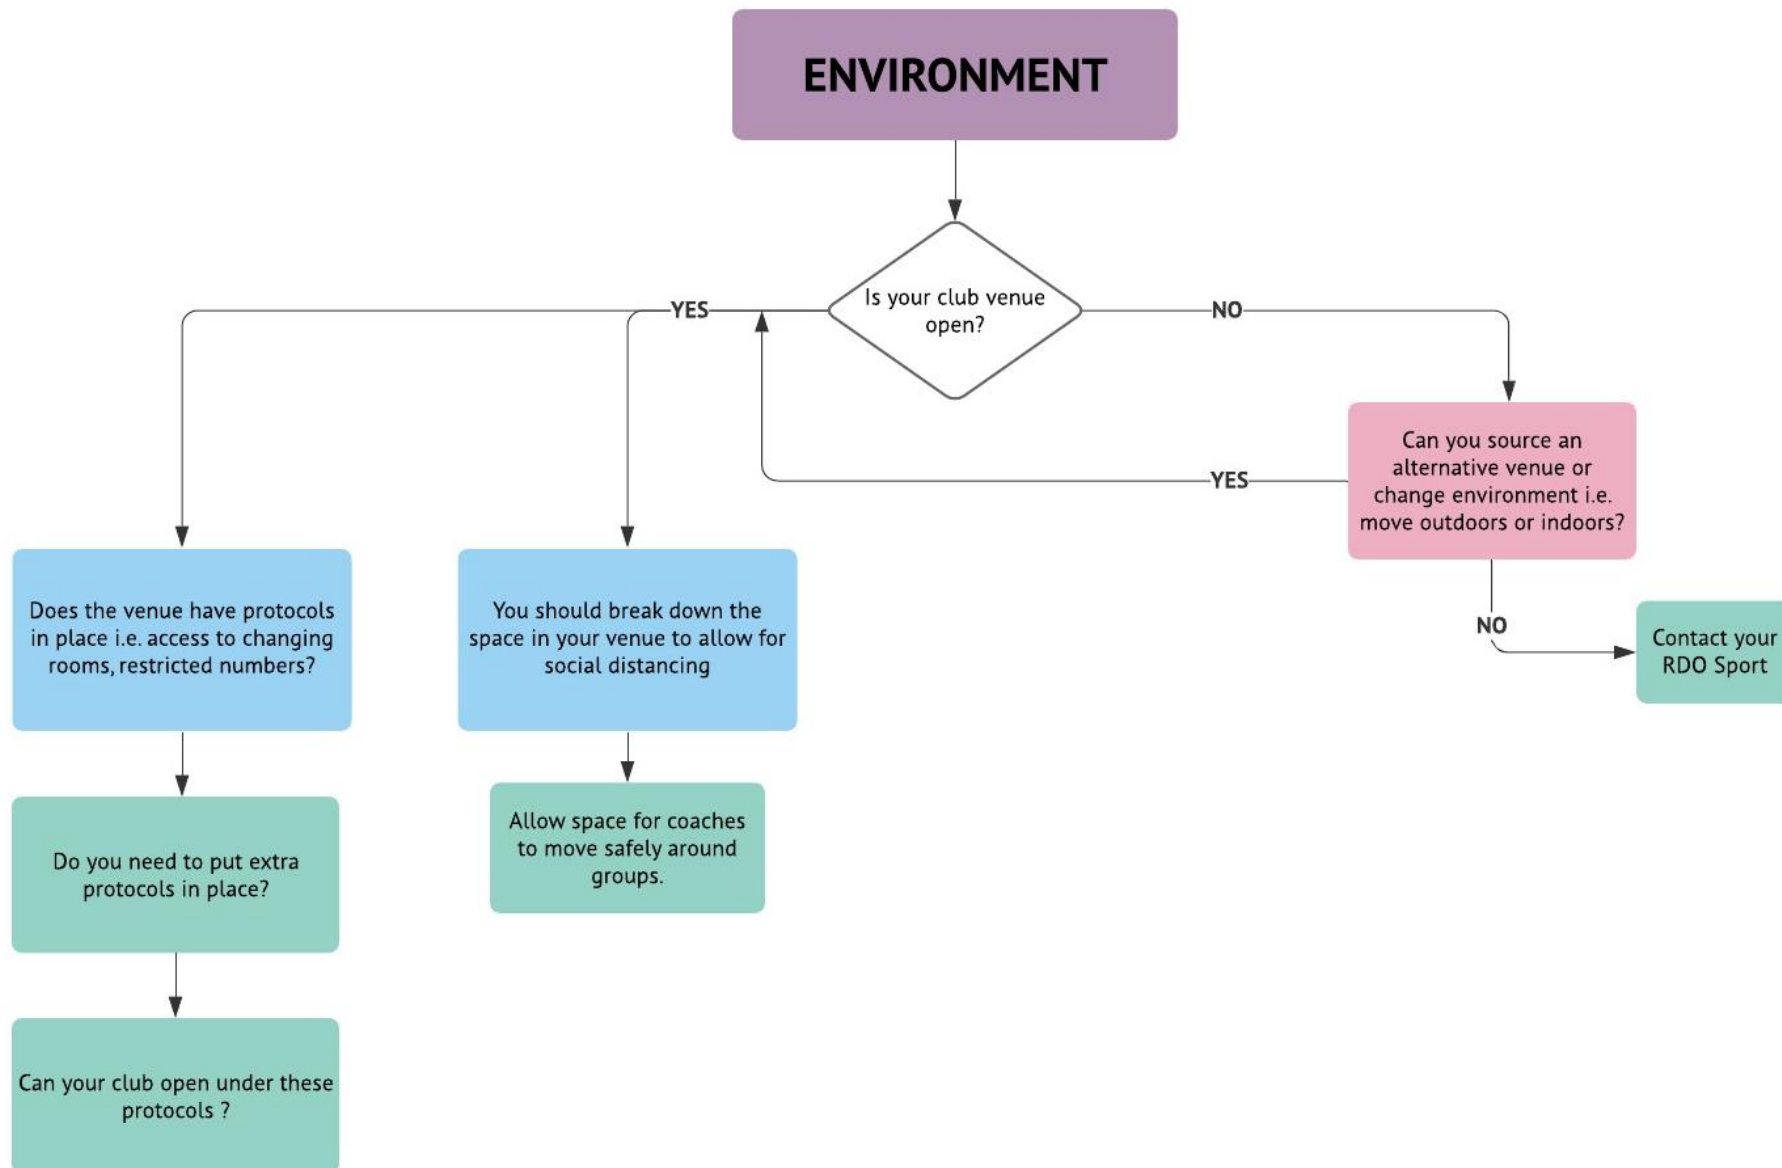 ENVIRONMENT
Is your club venue
open?
YES
NO
Can you source an
alternative venue or
change environment i.e.
move outdoors or indoors?
YES
NO
Contact your
RDO Sport
Does the venue have protocols
in place i.e. access to changing
rooms, restricted numbers?
You should break down the
space in your venue to allow for
social distancing
Do you need to put extra
protocols in place?
Allow space for coaches
to move safely around
groups.
Can your club open under these
protocols ?